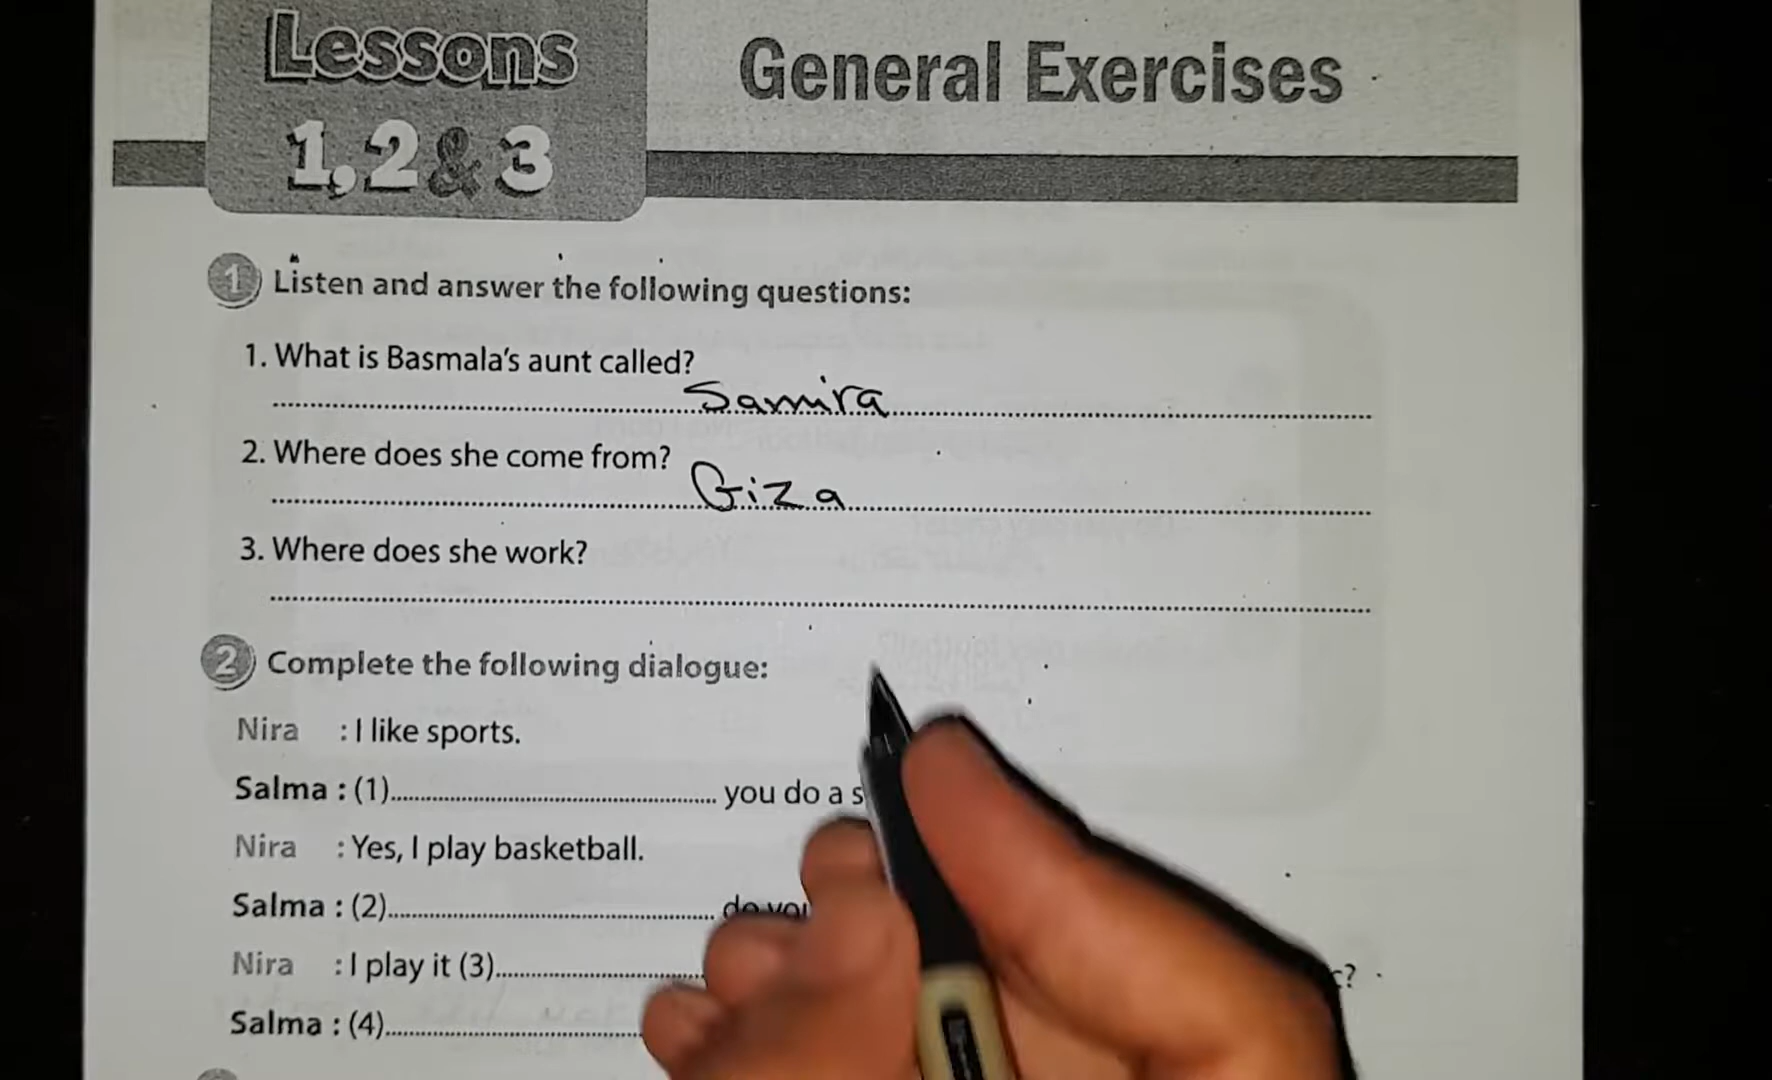 Lessons
1,2 & 3
General Exercises
1 Listen and answer the following questions:
1. What is Basmala's aunt called?
Samira
2. Where does she come from?
Giza
3. Where does she work?
2 Complete the following dialogue:
Nira : I like sports.
Salma : (1)........................ you do a s
Nira : Yes, I play basketball.
Salma : (2)........................ do you
Nira : I play it (3)........................ ?
Salma : (4)........................